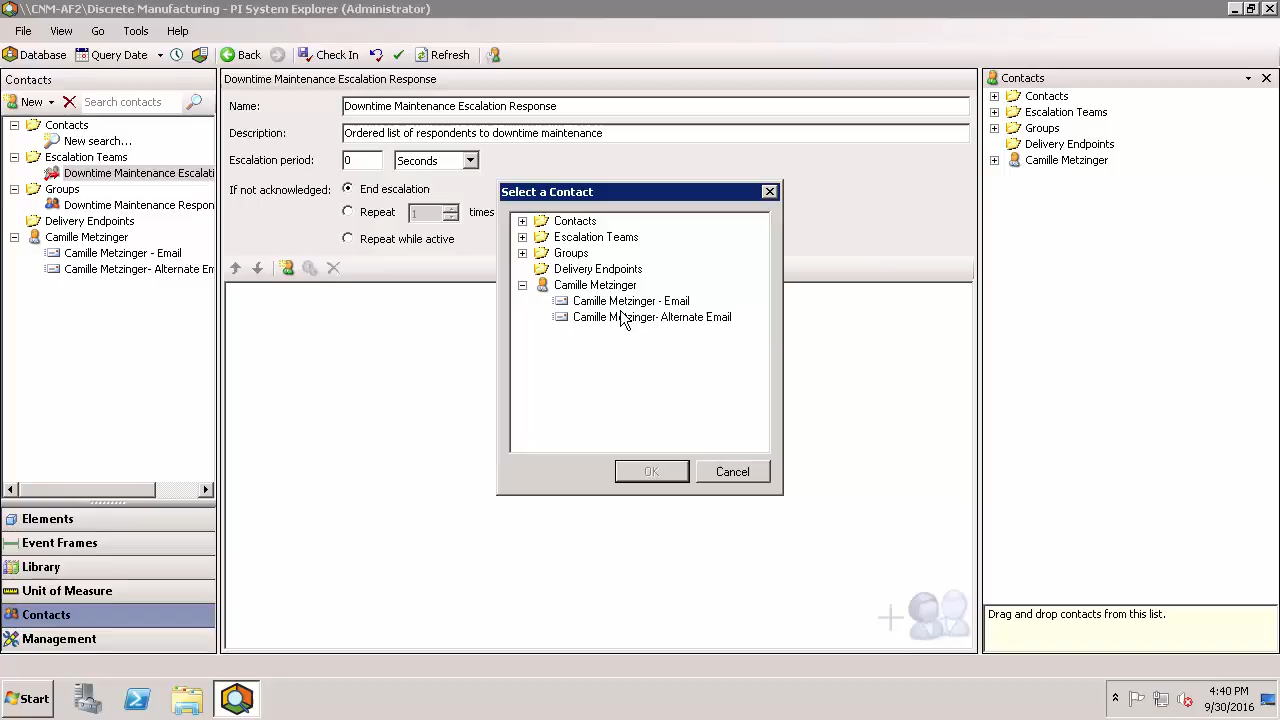 \\CNM-AF2\Discrete Manufacturing - PI System Explorer (Administrator)
File View Go Tools Help
Database Query Date Back Check In Refresh
Contacts
New Search contacts
Contacts
New search...
Escalation Teams
Downtime Maintenance Escalati
Groups
Downtime Maintenance Respon
Delivery Endpoints
Camille Metzinger
Camille Metzinger - Email
Camille Metzinger- Alternate Em
Elements
Event Frames
Library
Unit of Measure
Contacts
Management
Downtime Maintenance Escalation Response
Name: Downtime Maintenance Escalation Response
Description: Ordered list of respondents to downtime maintenance
Escalation period: 0 Seconds
If not acknowledged: End escalation
Repeat 1 times
Repeat while active
Select a Contact
Contacts
Escalation Teams
Groups
Delivery Endpoints
Camille Metzinger
Camille Metzinger - Email
Camille Metzinger- Alternate Email
OK Cancel
Contacts
Contacts
Escalation Teams
Groups
Delivery Endpoints
Camille Metzinger
Drag and drop contacts from this list.
Start
4:40 PM
9/30/2016